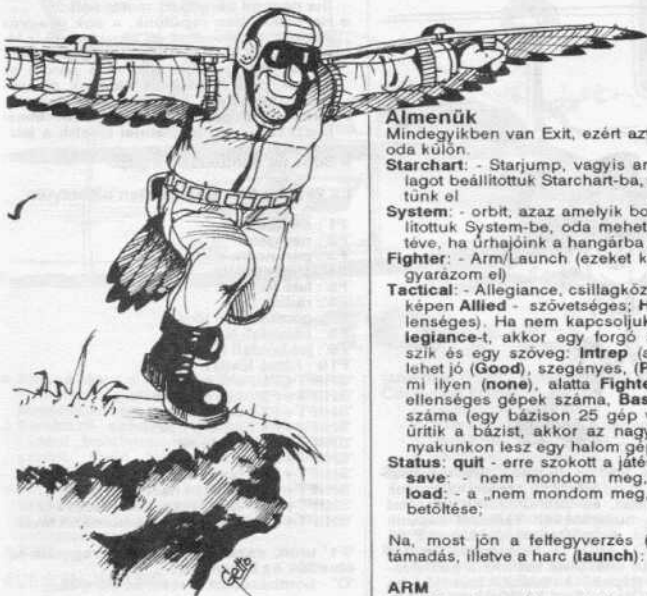 Almenük
Mindegyikben van Exit, ezért azt
oda külön.
Starchart: - Starjump, vagyis am
lagot beállítottuk Starchart-ba,
tünk el
System: - orbit, azaz amelyik bo
lítottuk System-be, oda mehet
téve, ha űrhajóink a hangárba
Fighter: - Arm/Launch (ezeket k
gyarázom el)
Tactical: - Allegiance, csillagköz
képen Allied - szövetséges; H
lenséges). Ha nem kapcsoljuk
legiance-t, akkor egy forgó
szik és egy szöveg: Intrep (a
lehet jó (Good), szegényes, (P
mi ilyen (none), alatta Fighte
ellenséges gépek száma, Bas
száma (egy bázison 25 gép v
ürítik a bázist, akkor az nagy
nyakunkon lesz egy halom gé
Status: quit - erre szokott a játé
save: - nem mondom meg,
load: - a „nem mondom meg,
betöltése;
Na, most jön a felfegyverzés (
támadás, illetve a harc (launch):
ARM